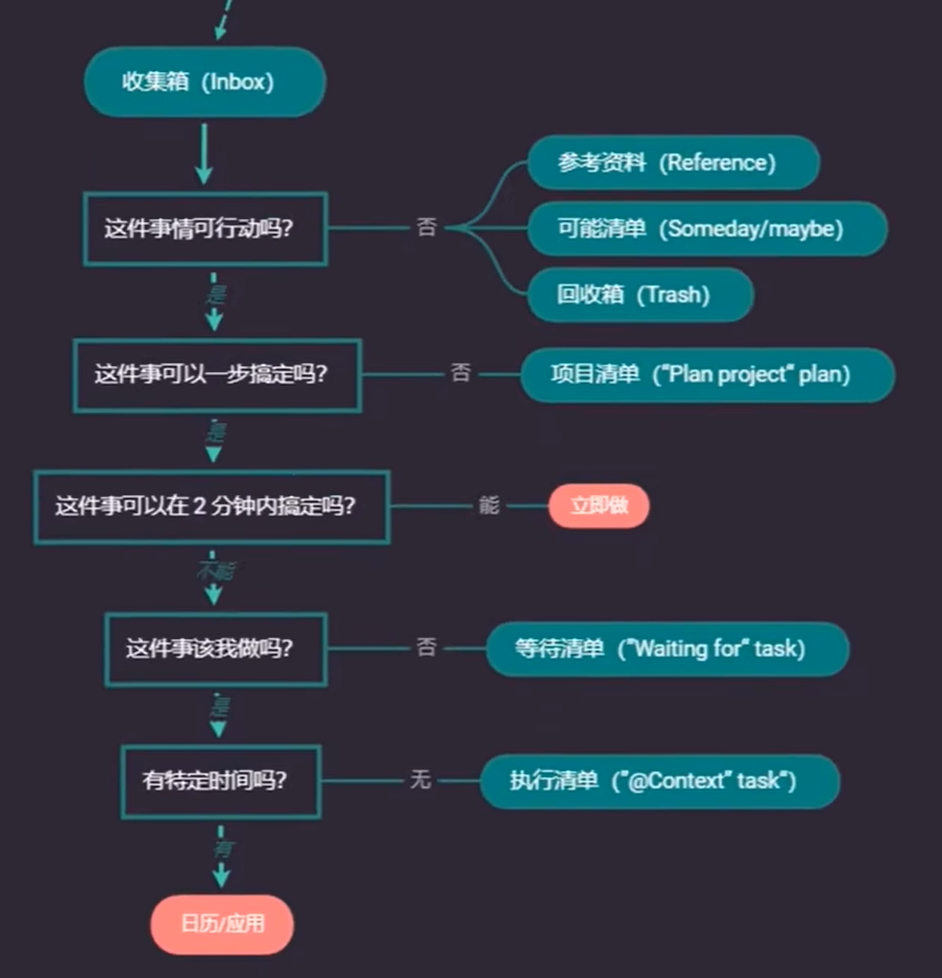 收集箱（Inbox）
这件事情可行动吗？
否
参考资料（Reference）
可能清单（Someday/maybe）
回收箱（Trash）
是
这件事可以一步搞定吗？
否
项目清单（“Plan project“ plan)
是
这件事可以在 2 分钟内搞定吗？
能
立即做
不能
这件事该我做吗？
否
等待清单（”Waiting for“ task)
是
有特定时间吗？
无
执行清单（”@Context” task“)
有
日历/应用